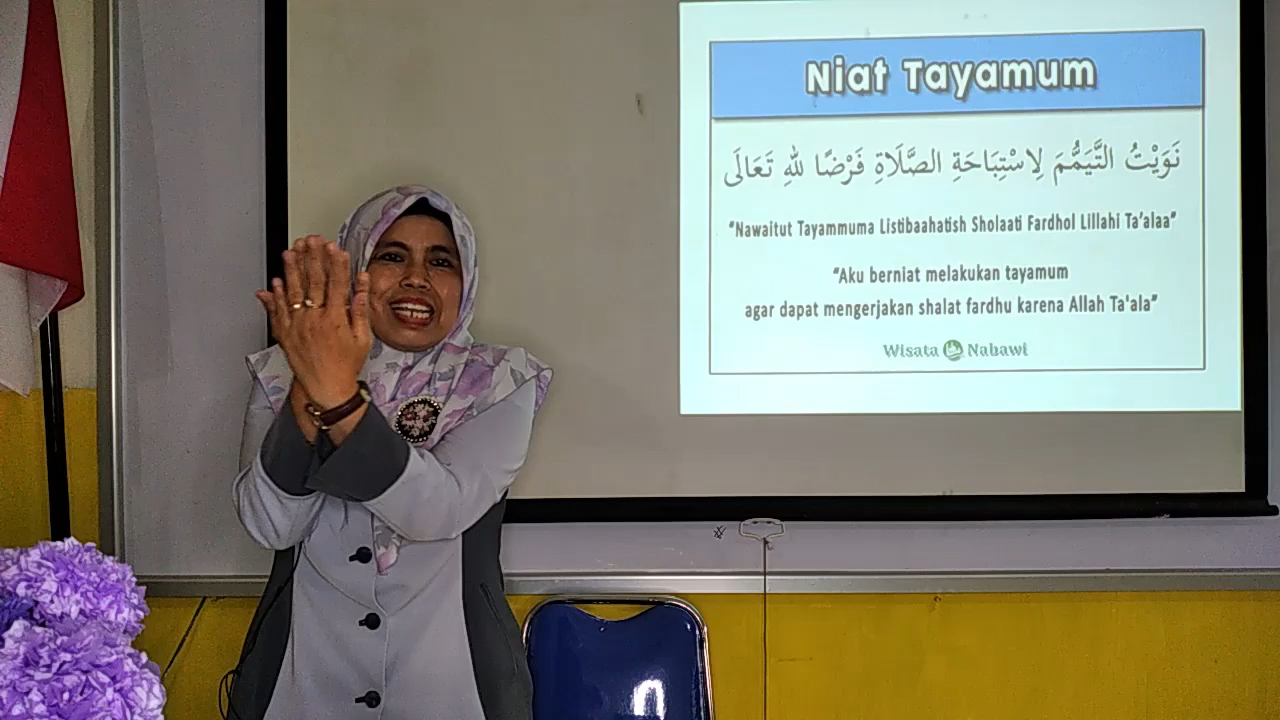 Niat Tayamum
نَوَيْتُ التَّيَمُّمَ لِاسْتِبَاحَةِ الصَّلَاةِ فَرْضًا لِلّٰهِ تَعَالَى
“Nawaitut Tayammuma Listibaahatish Sholaati Fardhol Lillahi Ta’alaa”
“Aku berniat melakukan tayamum
agar dapat mengerjakan shalat fardhu karena Allah Ta'ala”
Wisata Nabawi